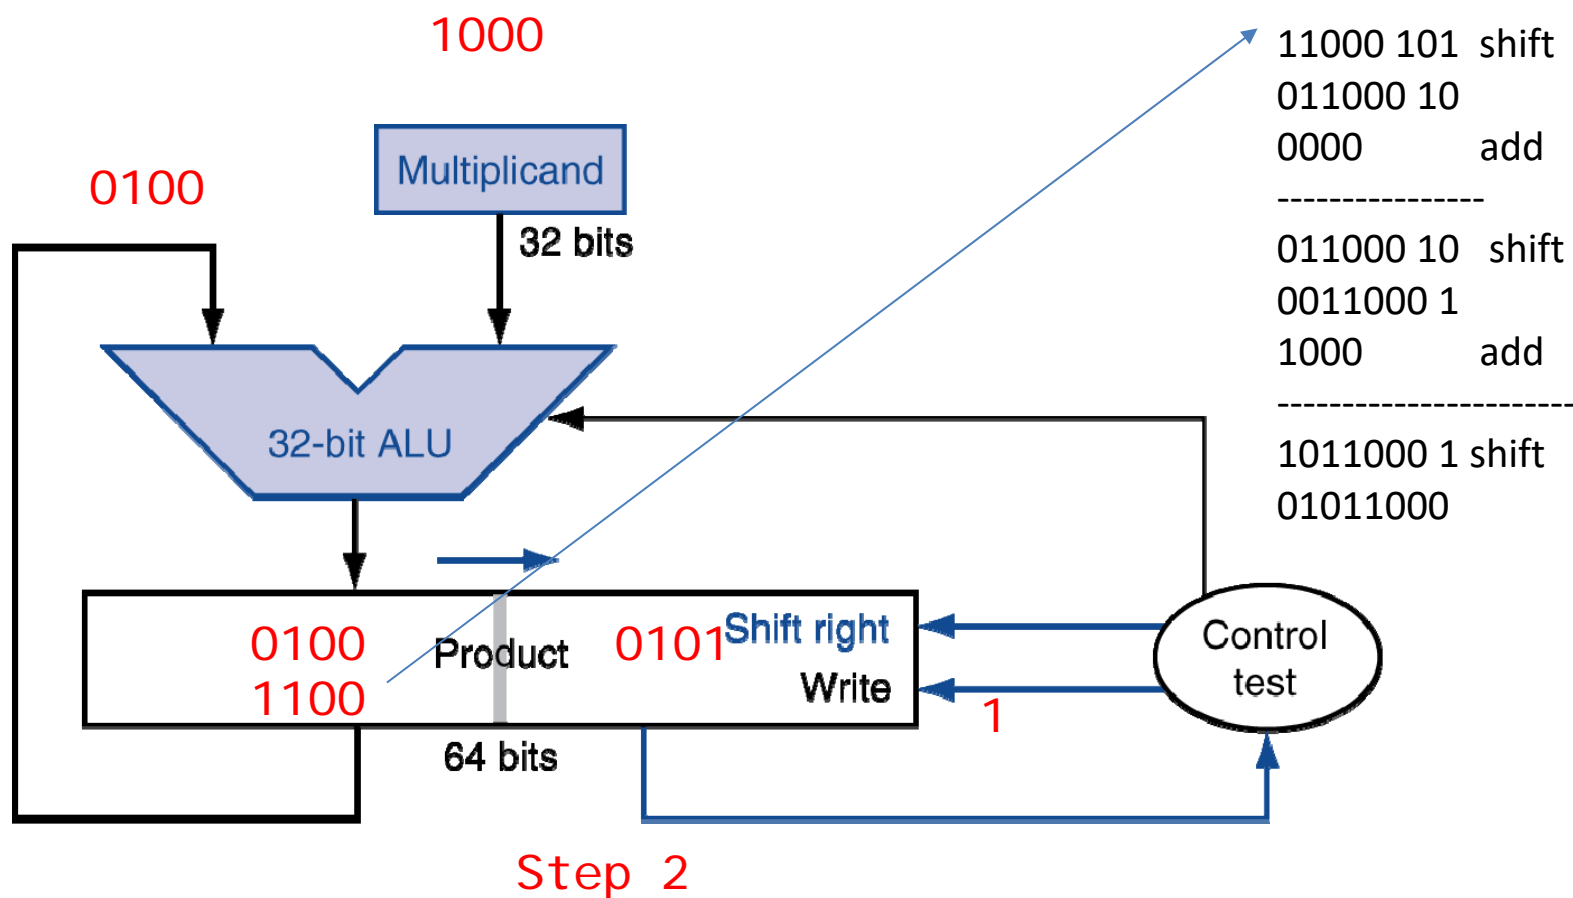 1000
Multiplicand
0100
32 bits
32-bit ALU
0100 Product 0101 Shift right
1100 Write
1
64 bits
Control
test
Step 2
11000 101 shift
011000 10
0000 add
----------------
011000 10 shift
0011000 1
1000 add
-----------------------
1011000 1 shift
01011000